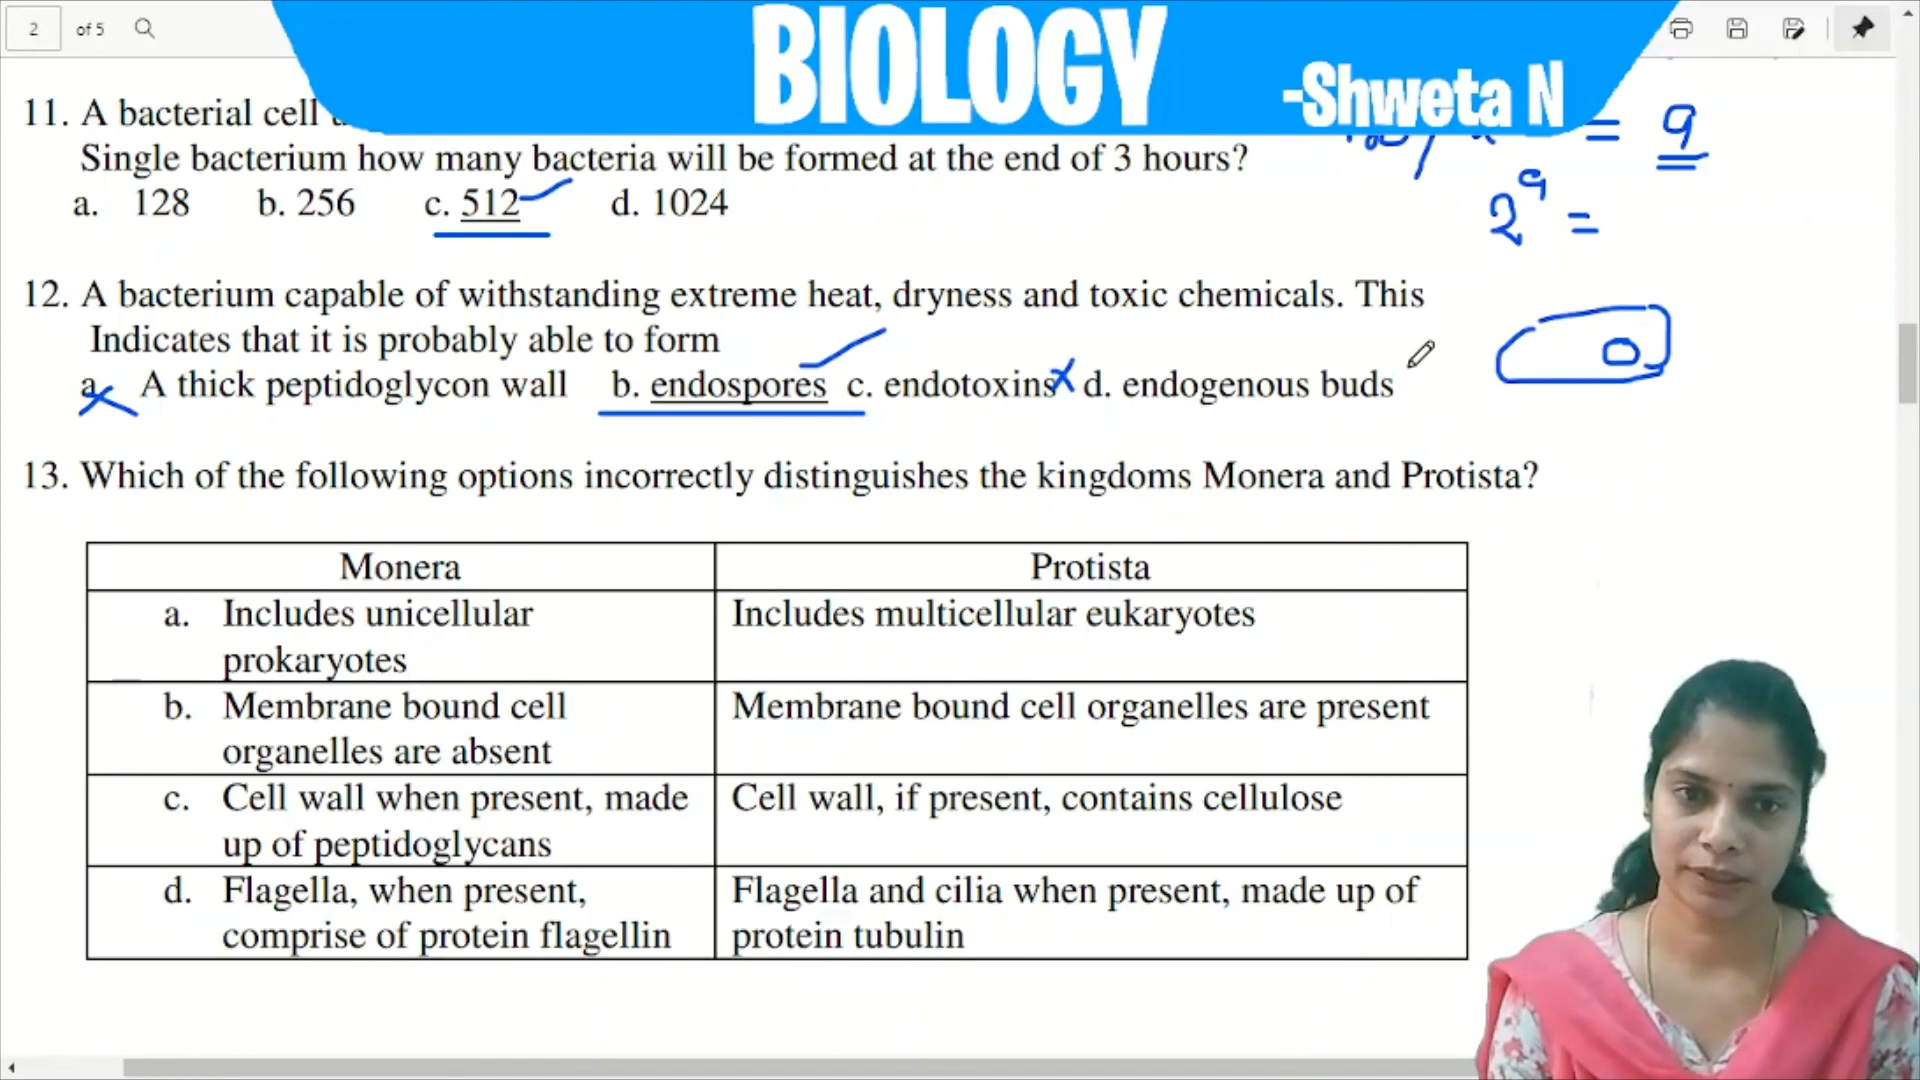 2 of 5
BIOLOGY
-Shweta N
11. A bacterial cell
= 9
Single bacterium how many bacteria will be formed at the end of 3 hours?
a. 128 b. 256 c. 512 d. 1024
2^9 =
12. A bacterium capable of withstanding extreme heat, dryness and toxic chemicals. This
Indicates that it is probably able to form
a. A thick peptidoglycon wall b. endospores c. endotoxins d. endogenous buds
13. Which of the following options incorrectly distinguishes the kingdoms Monera and Protista?
Monera Protista
a. Includes unicellular Includes multicellular eukaryotes
prokaryotes
b. Membrane bound cell Membrane bound cell organelles are present
organelles are absent
c. Cell wall when present, made Cell wall, if present, contains cellulose
up of peptidoglycans
d. Flagella, when present, Flagella and cilia when present, made up of
comprise of protein flagellin protein tubulin